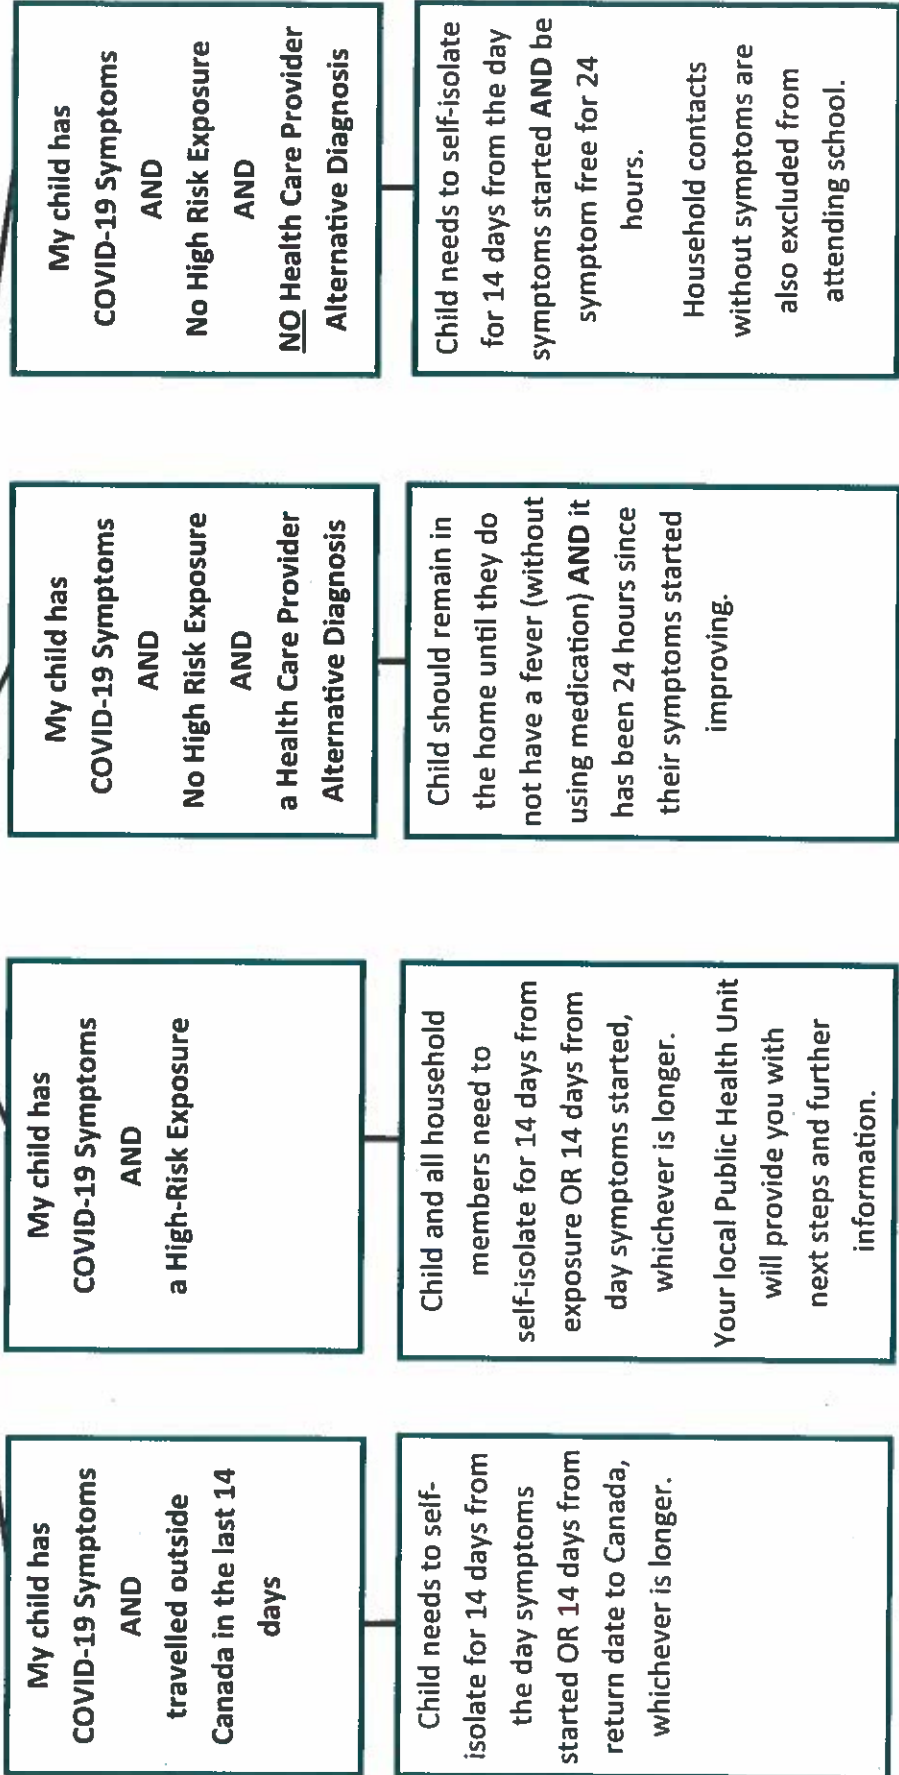 My child has
COVID-19 Symptoms
AND
travelled outside
Canada in the last 14
days
Child needs to self-
isolate for 14 days from
the day symptoms
started OR 14 days from
return date to Canada,
whichever is longer.
My child has
COVID-19 Symptoms
AND
a High-Risk Exposure
Child and all household
members need to
self-isolate for 14 days from
exposure OR 14 days from
day symptoms started,
whichever is longer.
Your local Public Health Unit
will provide you with
next steps and further
information.
My child has
COVID-19 Symptoms
AND
No High Risk Exposure
AND
a Health Care Provider
Alternative Diagnosis
Child should remain in
the home until they do
not have a fever (without
using medication) AND it
has been 24 hours since
their symptoms started
improving.
My child has
COVID-19 Symptoms
AND
No High Risk Exposure
AND
NO Health Care Provider
Alternative Diagnosis
Child needs to self-isolate
for 14 days from the day
symptoms started AND be
symptom free for 24
hours.
Household contacts
without symptoms are
also excluded from
attending school.